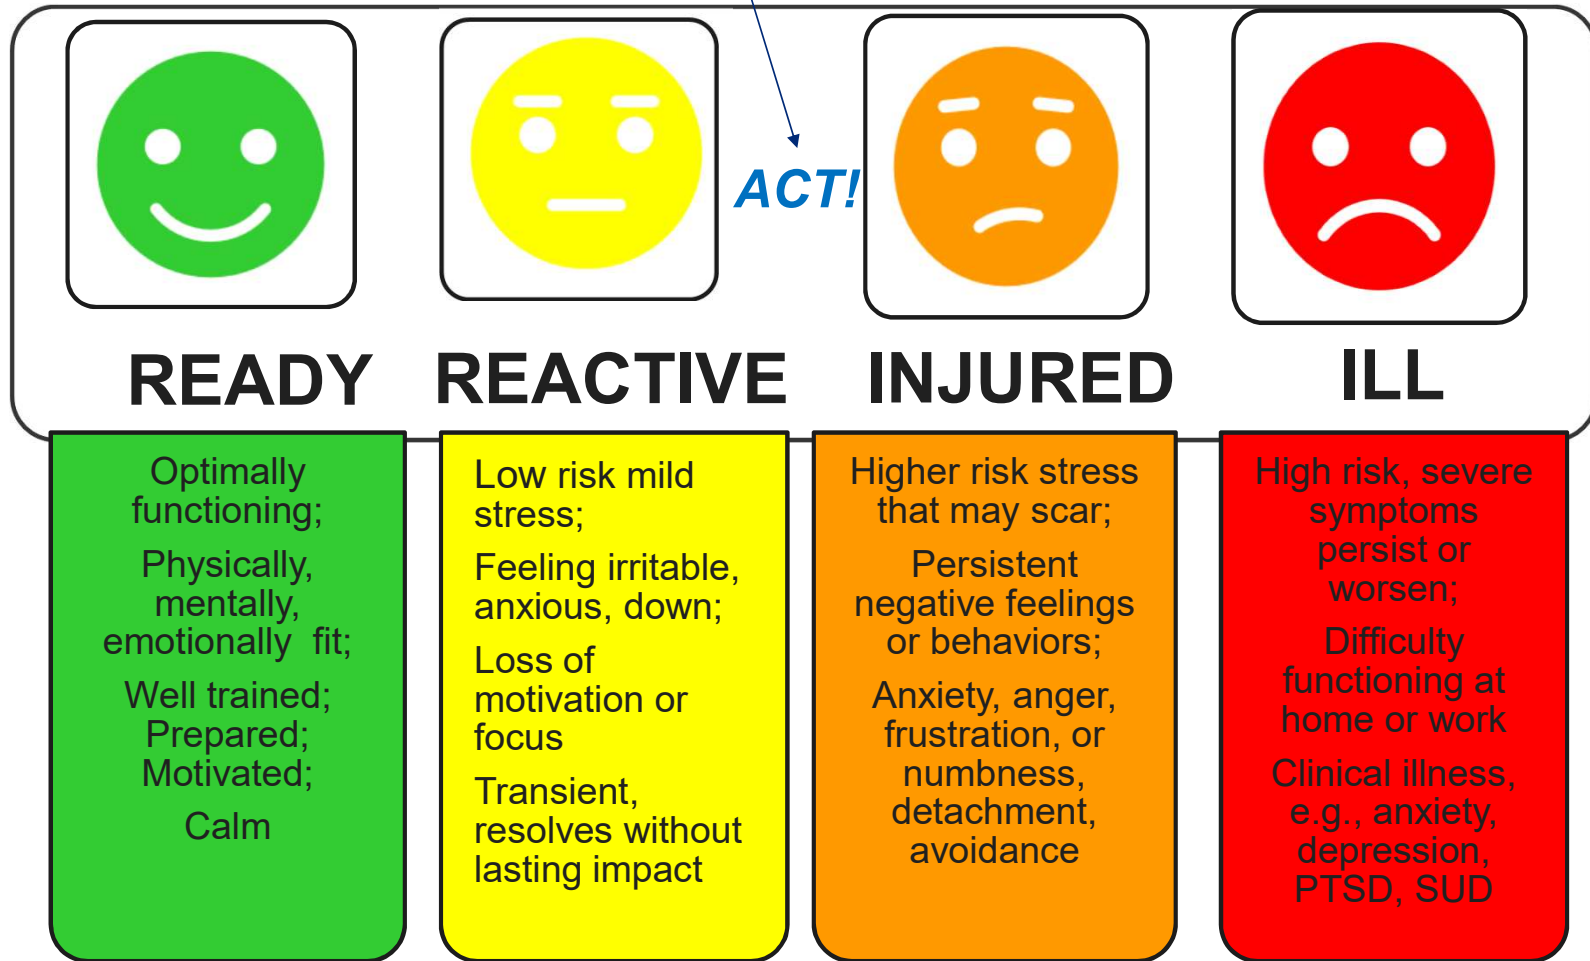 ACT!
READY
REACTIVE
INJURED
ILL
Optimally
functioning;
Physically,
mentally,
emotionally fit;
Well trained;
Prepared;
Motivated;
Calm
Low risk mild
stress;
Feeling irritable,
anxious, down;
Loss of
motivation or
focus
Transient,
resolves without
lasting impact
Higher risk stress
that may scar;
Persistent
negative feelings
or behaviors;
Anxiety, anger,
frustration, or
numbness,
detachment,
avoidance
High risk, severe
symptoms
persist or
worsen;
Difficulty
functioning at
home or work
Clinical illness,
e.g., anxiety,
depression,
PTSD, SUD